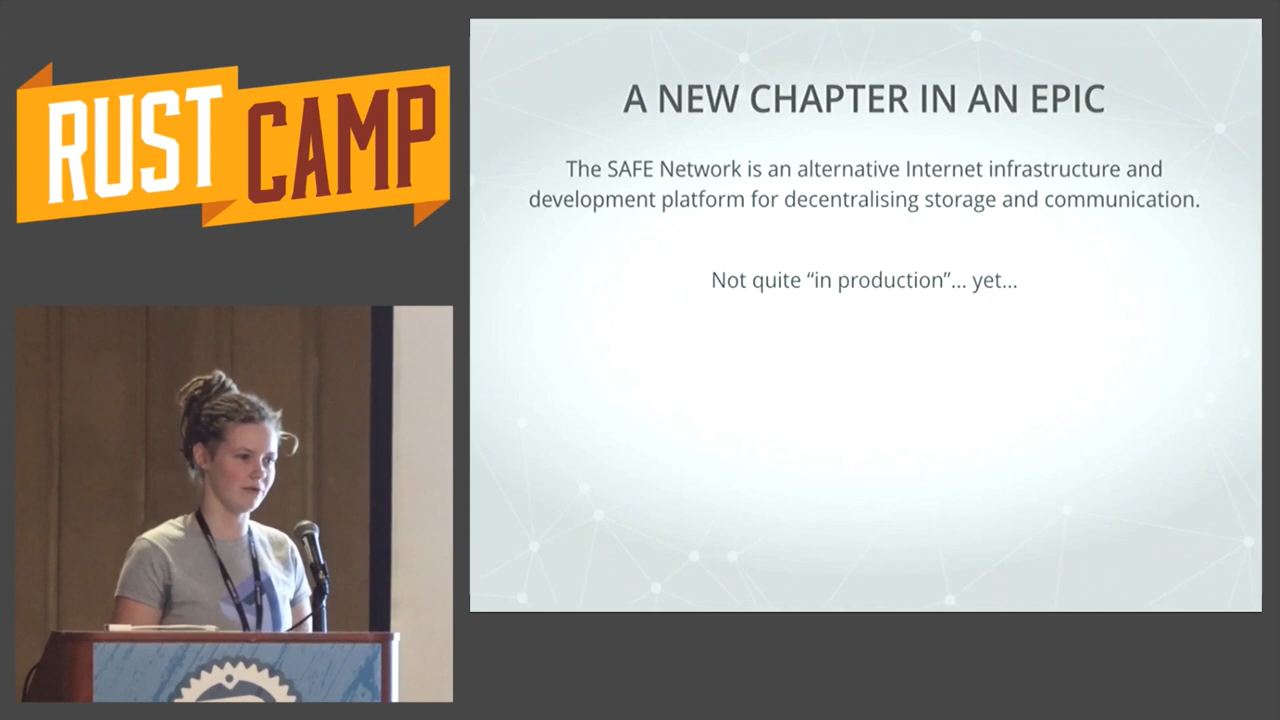 RUST CAMP
A NEW CHAPTER IN AN EPIC
The SAFE Network is an alternative Internet infrastructure and
development platform for decentralising storage and communication.
Not quite “in production”... yet...